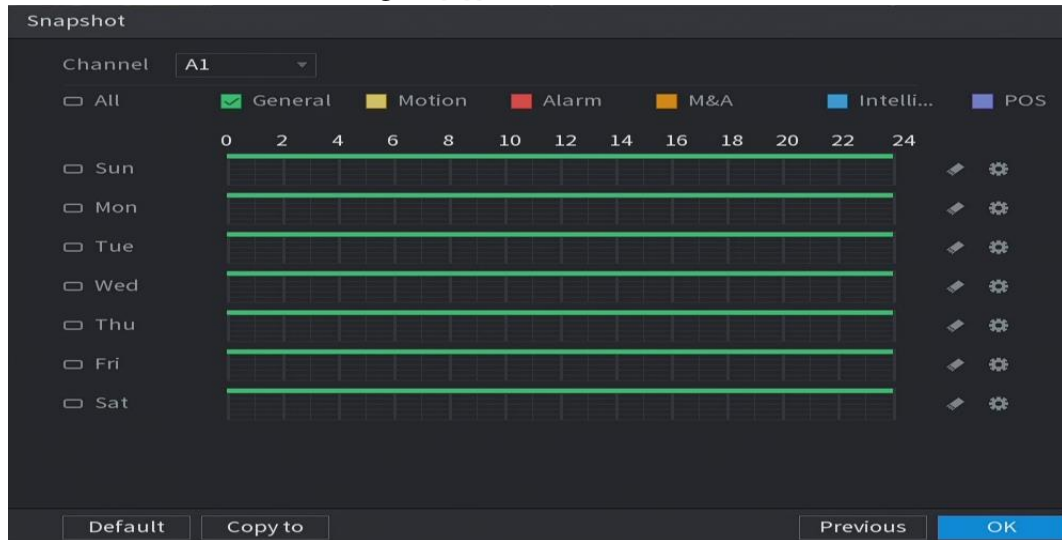 Snapshot
Channel A1
All General Motion Alarm M&A Intelli... POS
0 2 4 6 8 10 12 14 16 18 20 22 24
Sun
Mon
Tue
Wed
Thu
Fri
Sat
Default Copy to Previous OK